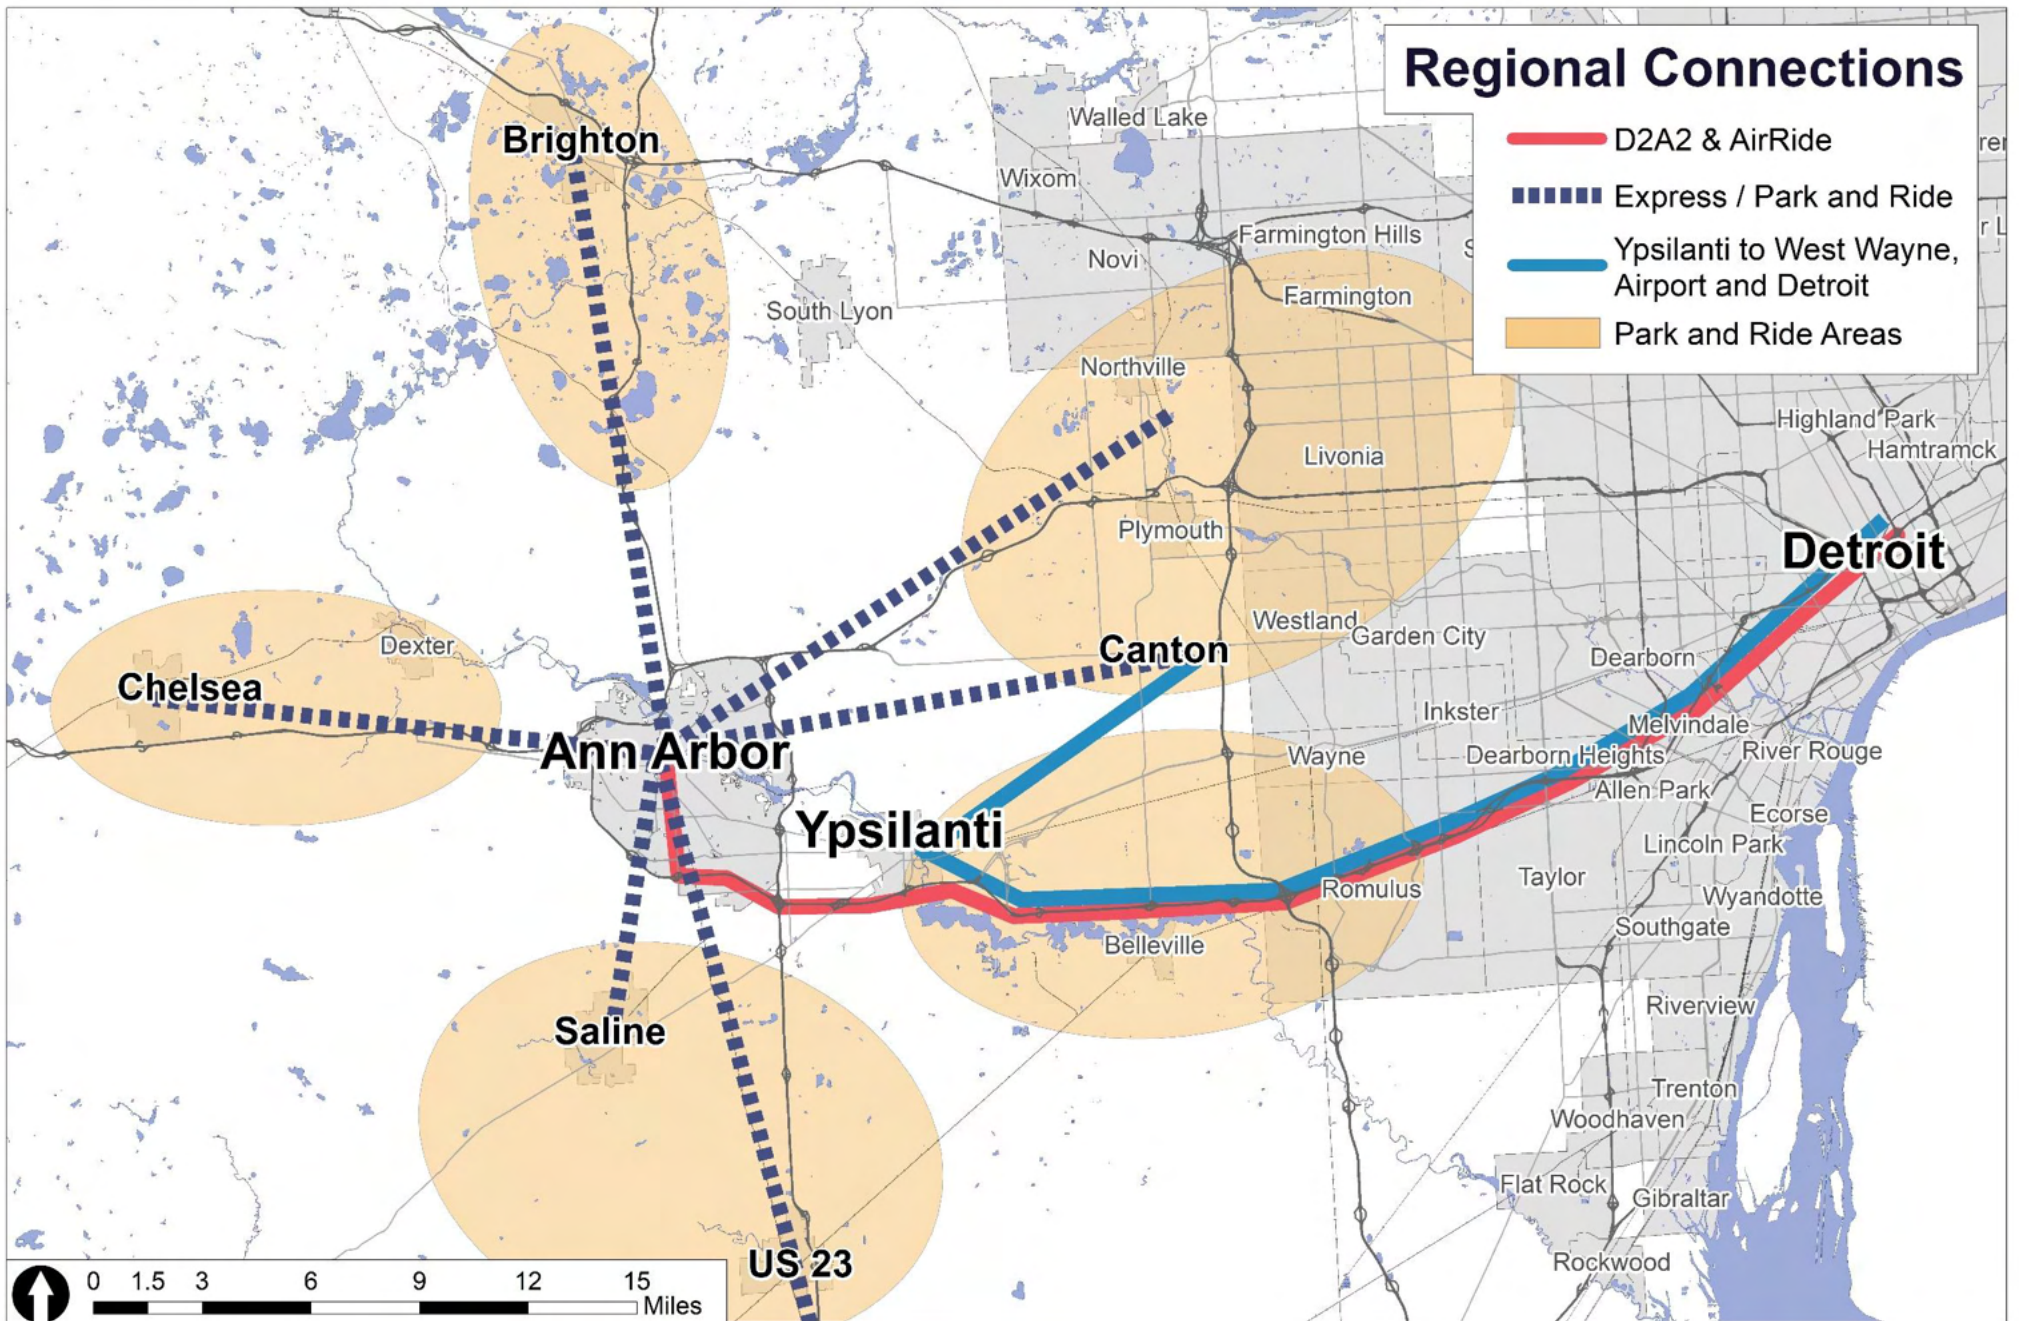 Regional Connections
D2A2 & AirRide
Express / Park and Ride
Ypsilanti to West Wayne,
Airport and Detroit
Park and Ride Areas
Brighton
Walled Lake
Wixom
Farmington Hills
Novi
Farmington
South Lyon
Northville
Highland Park
Hamtramck
Livonia
Plymouth
Detroit
Westland
Garden City
Canton
Dexter
Dearborn
Chelsea
Inkster
Melvindale
Ann Arbor
Wayne
Dearborn Heights
River Rouge
Allen Park
Ecorse
Ypsilanti
Lincoln Park
Taylor
Romulus
Wyandotte
Southgate
Belleville
Riverview
Saline
Trenton
Woodhaven
Flat Rock
Gibraltar
US 23
Rockwood
0 1.5 3 6 9 12 15
Miles